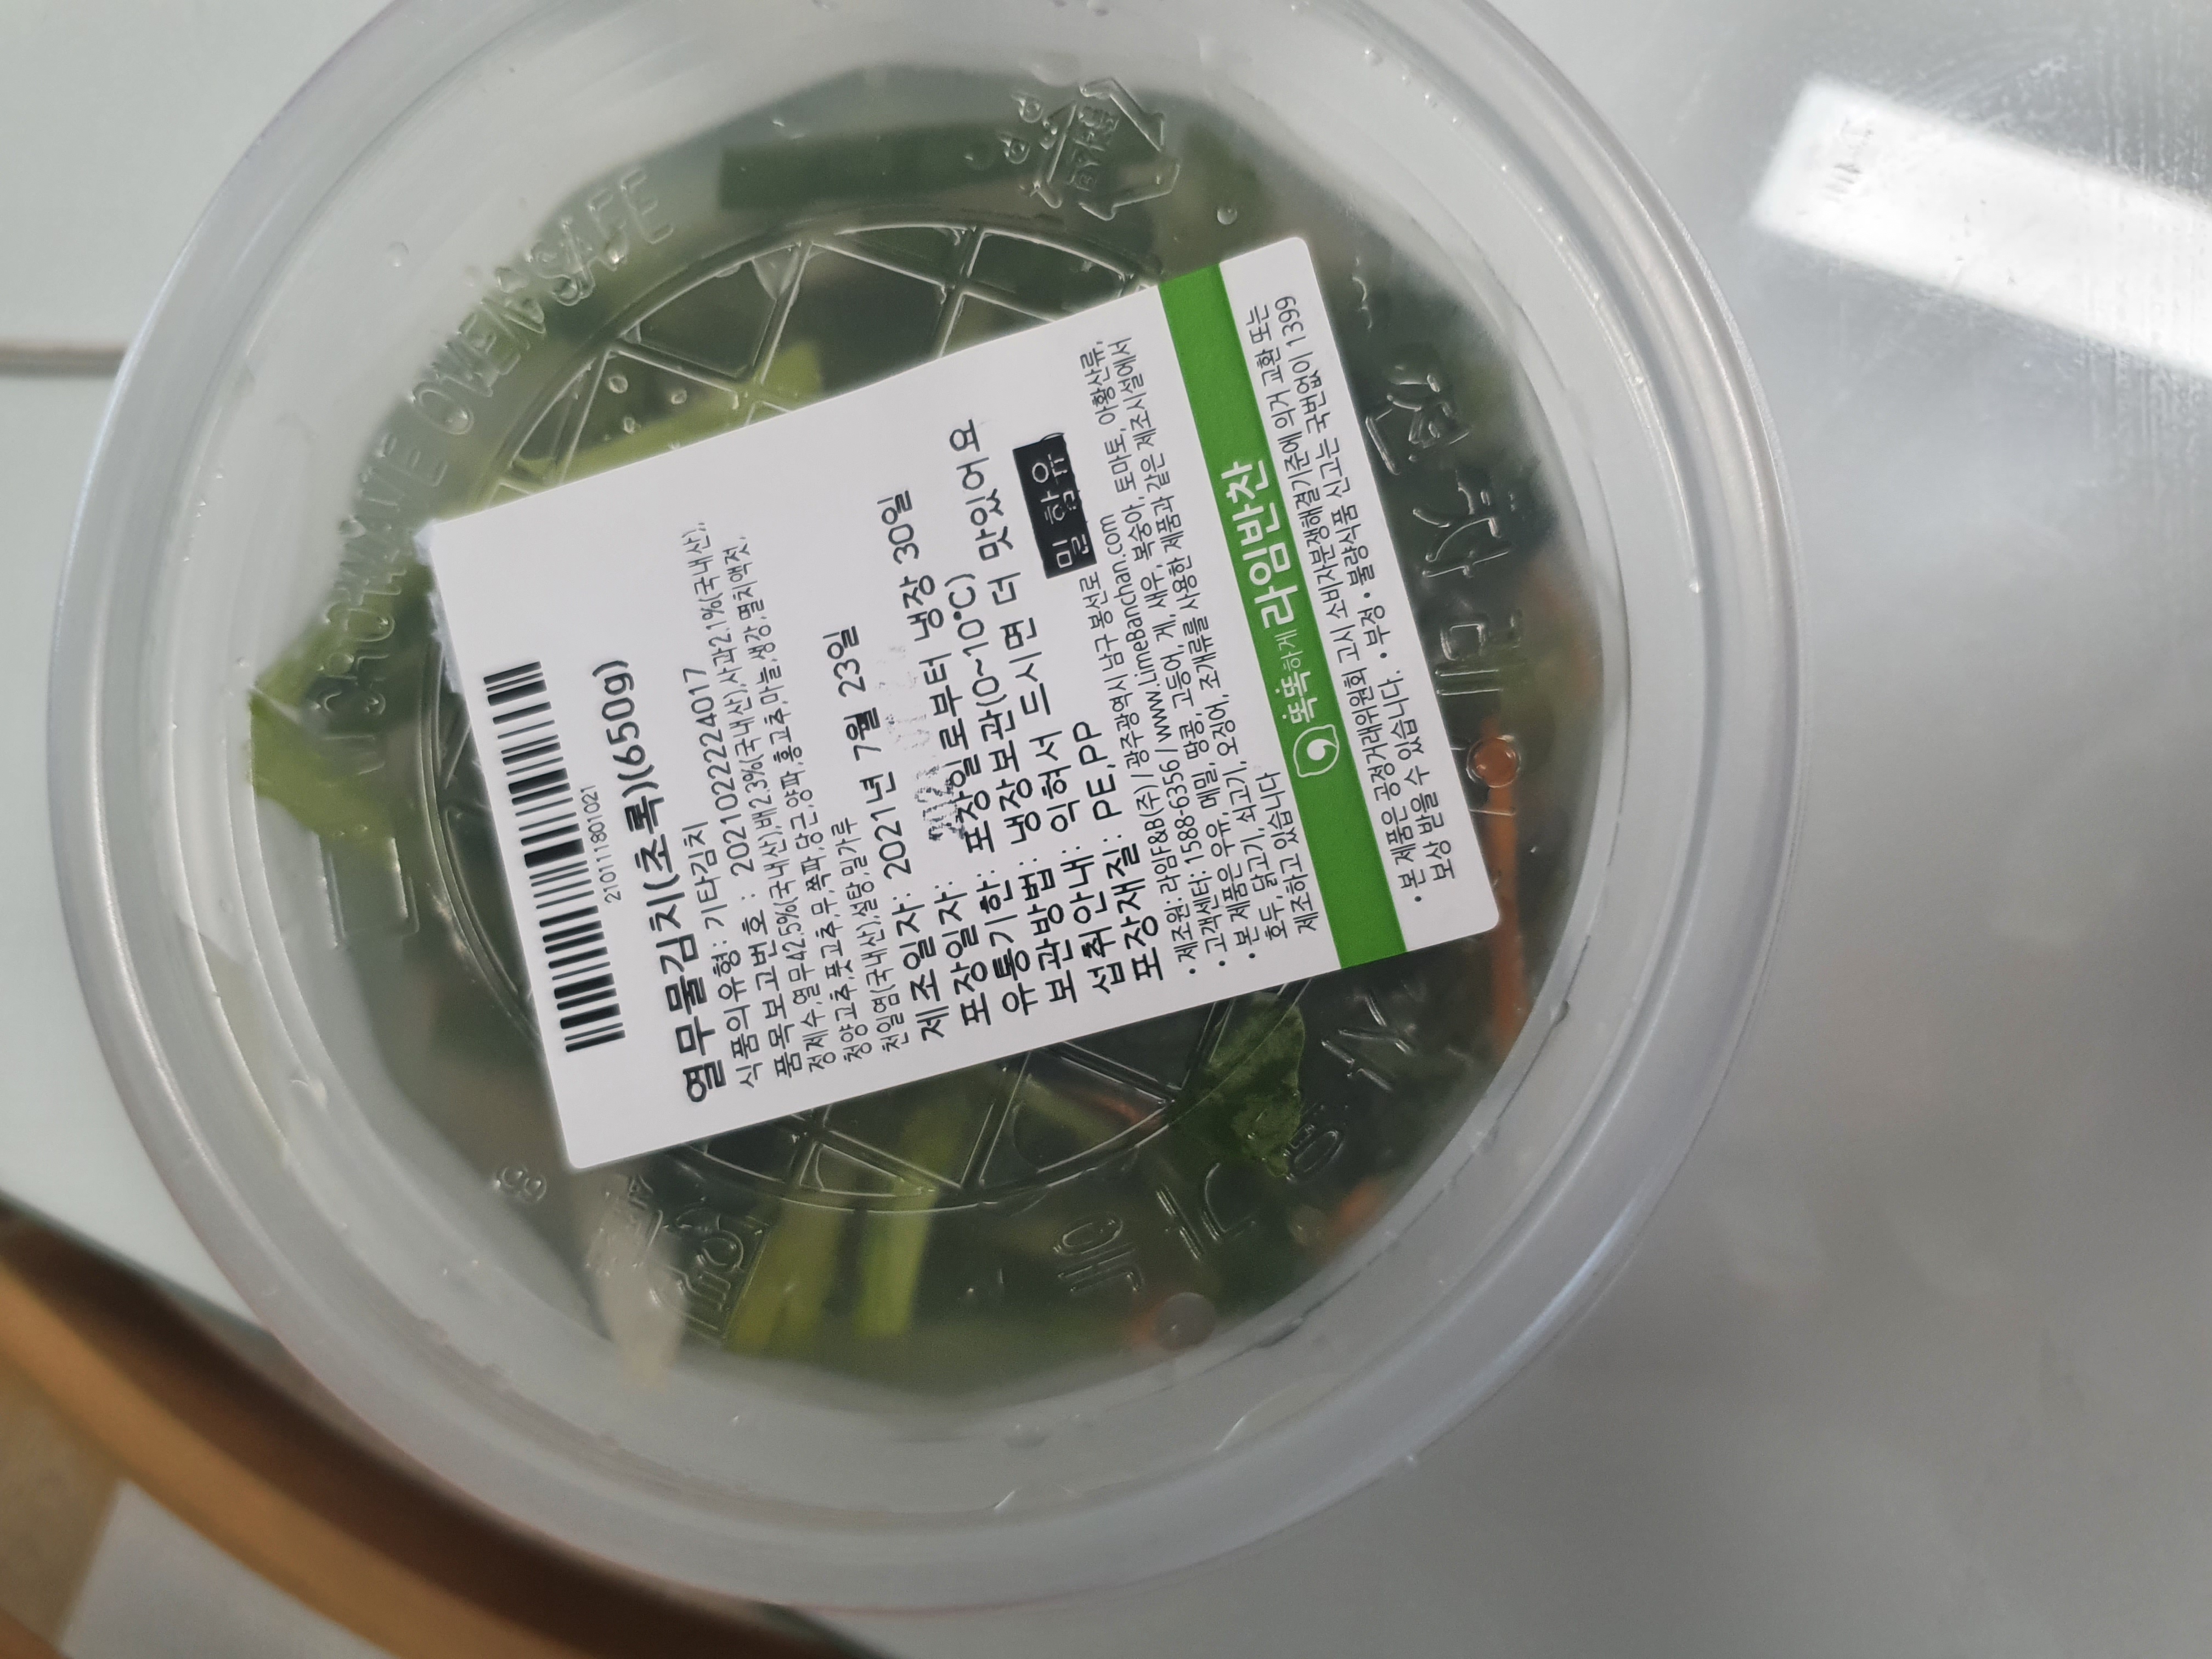 210111801021
열무물김치(초록)(650g)
식품의유형: 기타김치
품목보고번호 : 2021022224017
정제수,열무42.5%(국내산),배2.3%(국내산),사과2.1%(국내산),
청양고추,풋고추,무,쪽파,당근,양파,홍고추,마늘,생강,멸치액젓,
천일염(국내산),설탕,밀가루
제조일자: 2021년 7월 23일
포장일자:
유통기한: 포장일로부터 냉장 30일
보관방법: 냉장보관(0~10℃)
섭취안내: 익혀서 드시면 더 맛있어요
포장재질: PE,PP
밀 함유
• 제조원: 라임F&B(주) / 광주광역시 남구 봉선로
• 고객센터: 1588-6356 / www.LimeBanchan.com
• 본 제품은 우유, 메밀, 땅콩, 고등어, 게, 새우, 복숭아, 토마토, 아황산류,
호두, 닭고기, 쇠고기, 오징어, 조개류를 사용한 제품과 같은 제조시설에서
제조하고 있습니다
똑똑하게 라임반찬
• 본 제품은 공정거래위원회 고시 소비자분쟁해결기준에 의거 교환 또는
보상 받을 수 있습니다. • 부정 • 불량식품 신고는 국번없이 1399